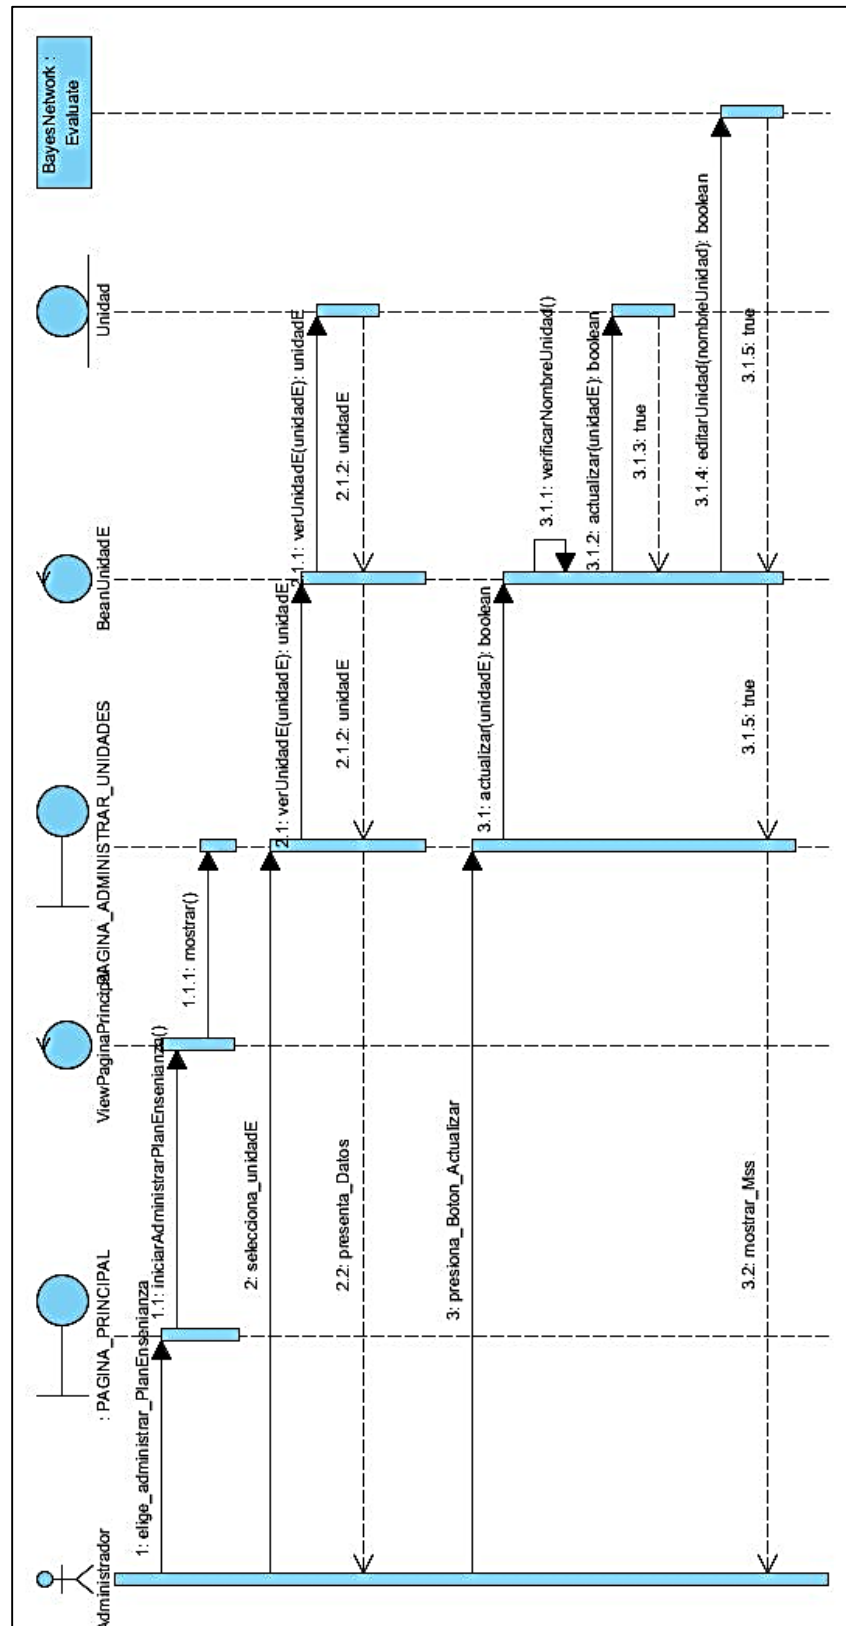 Administrador
: PAGINA_PRINCIPAL
ViewPaginaPrincipal
PAGINA_ADMINISTRAR_UNIDADES
BeanUnidadE
Unidad
BayesNetwork :
Evaluate
1: elige_administrar_PlanEnsenianza
1.1: iniciarAdministrarPlanEnsenianza()
1.1.1: mostrar()
2: selecciona_unidadE
2.1: verUnidadE(unidadE): unidadE
2.1.1: verUnidadE(unidadE): unidadE
2.1.2: unidadE
2.1.2: unidadE
2.2: presenta_Datos
3: presiona_Boton_Actualizar
3.1: actualizar(unidadE): boolean
3.1.1: verificarNombreUnidad()
3.1.2: actualizar(unidadE): boolean
3.1.3: true
3.1.4: editarUnidad(nombreUnidad): boolean
3.1.5: true
3.1.5: true
3.2: mostrar_Mss